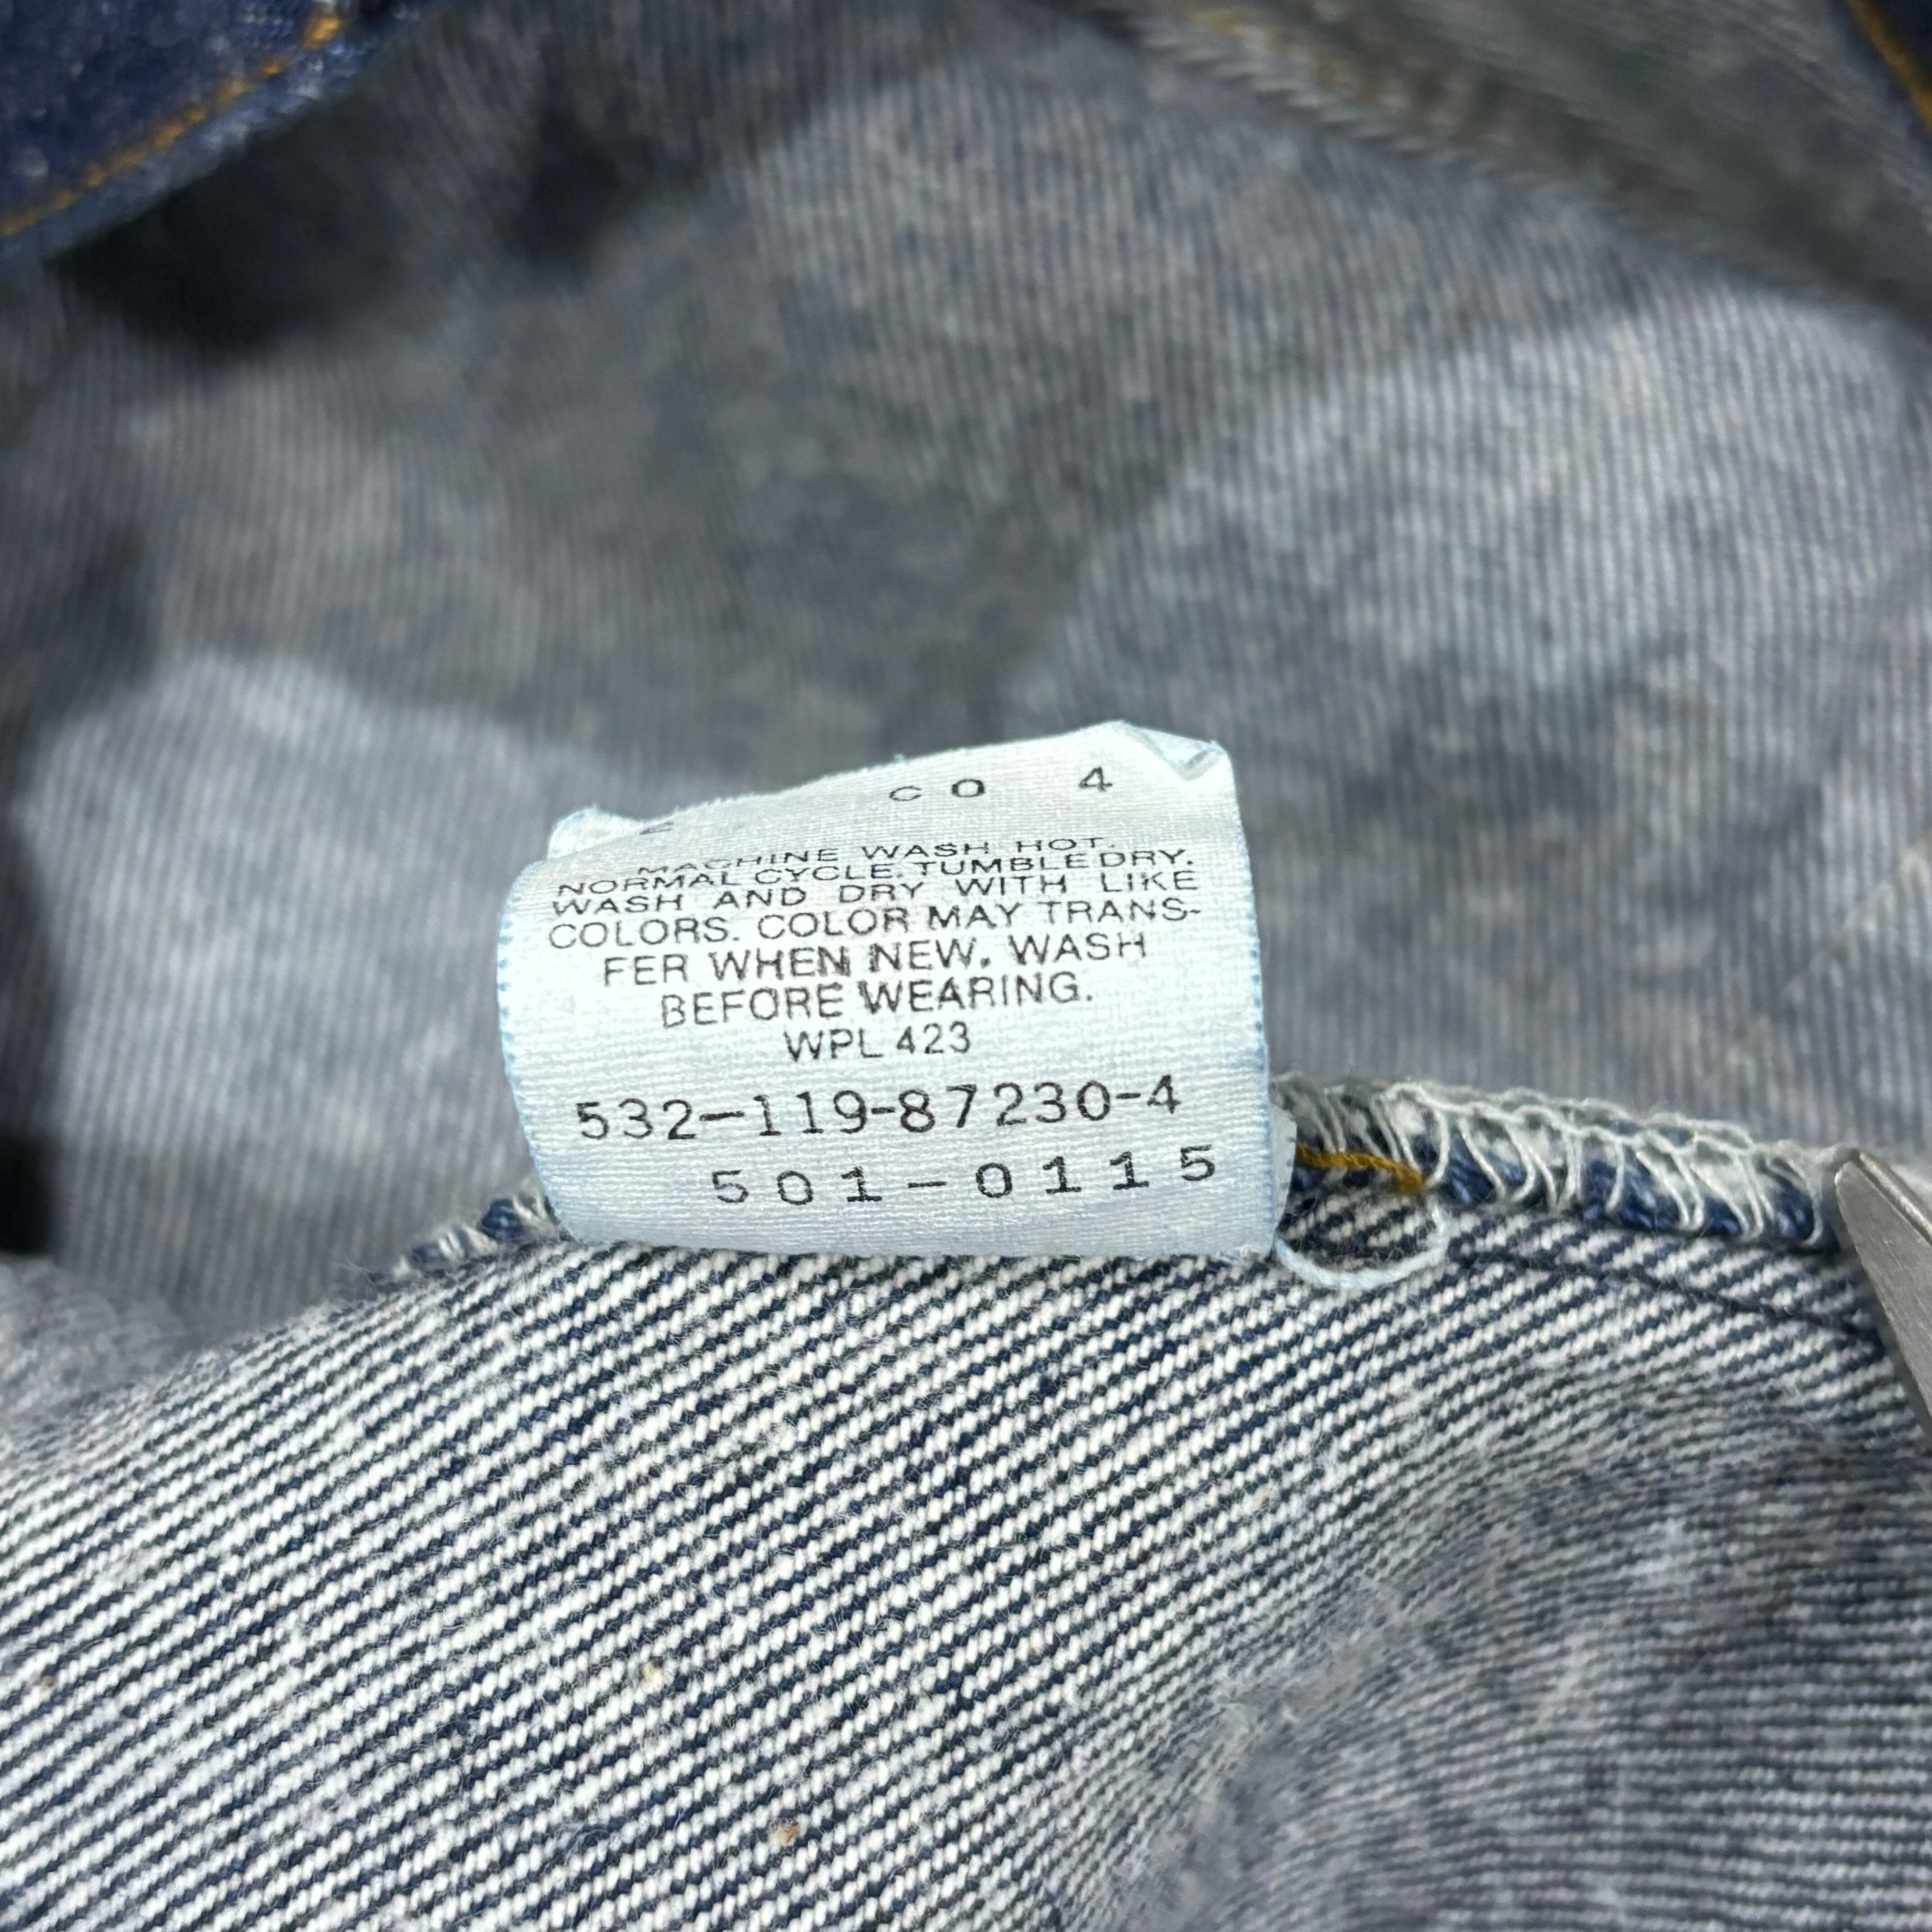 CO 4
MACHINE WASH HOT.
NORMAL CYCLE. TUMBLE DRY.
WASH AND DRY WITH LIKE
COLORS. COLOR MAY TRANS-
FER WHEN NEW. WASH
BEFORE WEARING.
WPL 423
532-119-87230-4
501-0115